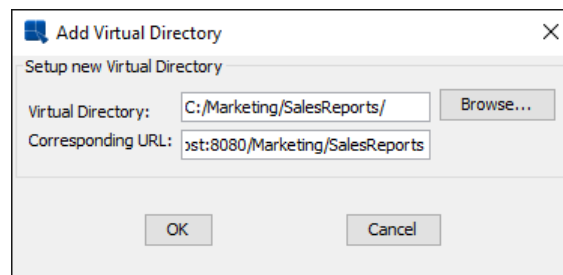 Add Virtual Directory
Setup new Virtual Directory
Virtual Directory: C:/Marketing/SalesReports/ Browse...
Corresponding URL: ost:8080/Marketing/SalesReports
OK Cancel